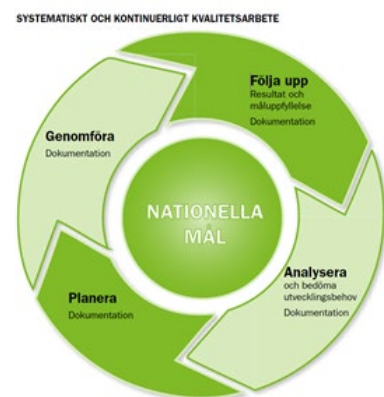 SYSTEMATISKT OCH KONTINUERLIGT KVALITETSARBETE
Följa upp
Resultat och
måluppfyllelse
Dokumentation
Analysera
och bedöma
utvecklingsbehov
Dokumentation
Planera
Dokumentation
Genomföra
Dokumentation
NATIONELLA
MÅL